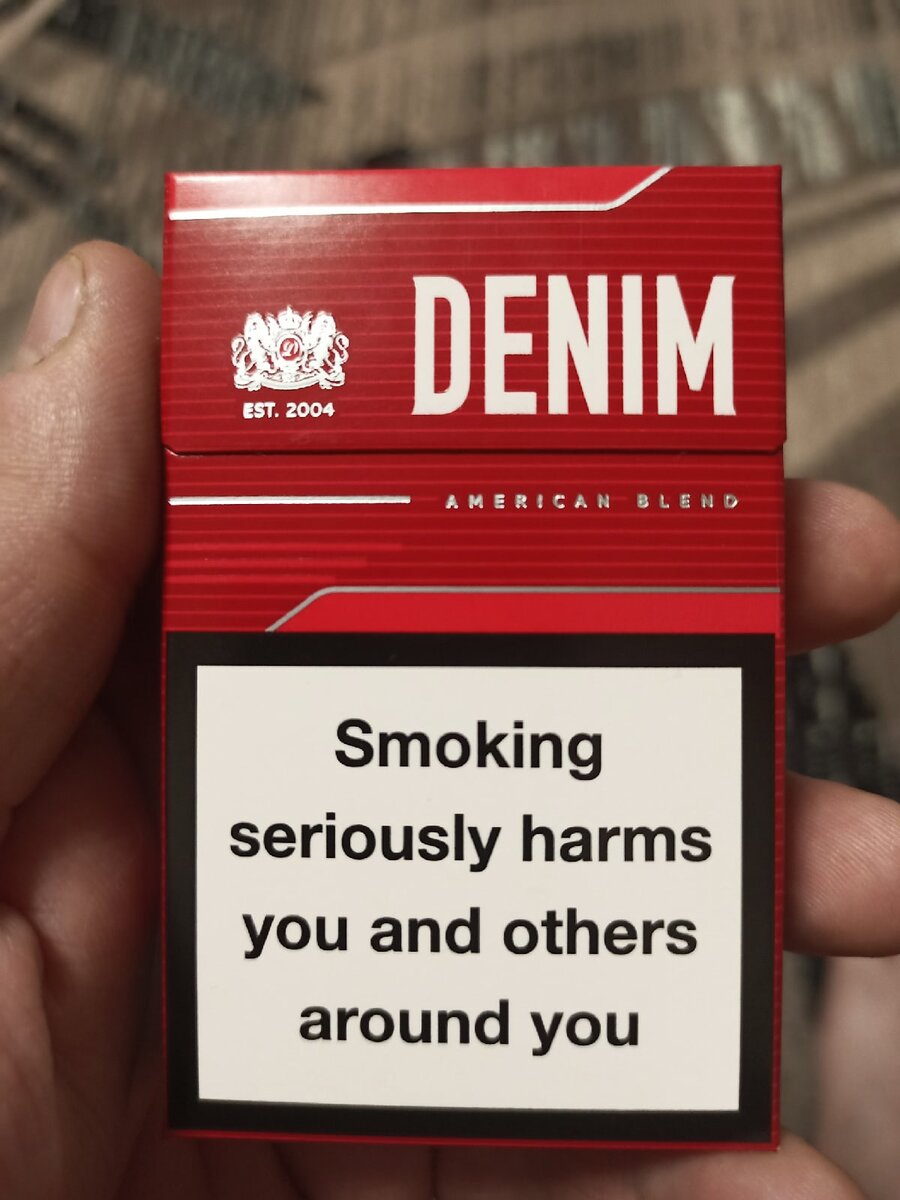 DENIM
EST. 2004
AMERICAN BLEND
Smoking
seriously harms
you and others
around you